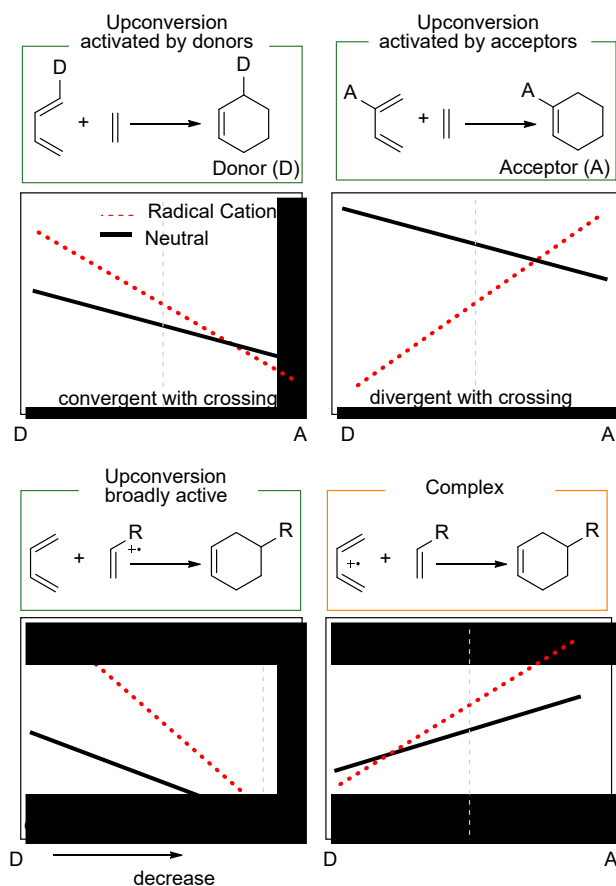 Upconversion
activated by donors
D
+
D
Donor (D)
Upconversion
activated by acceptors
A
+
A
Acceptor (A)
Radical Cation
Neutral
convergent with crossing
D
A
divergent with crossing
D
A
Upconversion
broadly active
+
R
+•
R
Complex
+•
+
R
R
D
decrease
D
A